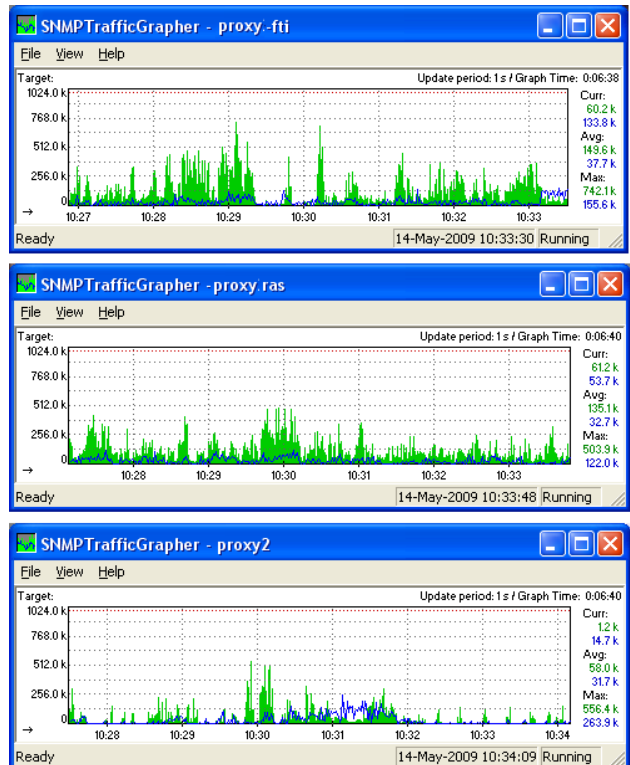 SNMPTrafficGrapher - proxy.-fti
File View Help
Target: Update period: 1 s / Graph Time: 0:06:38
1024.0 k
768.0 k
512.0 k
256.0 k
0
→
10:27 10:28 10:29 10:30 10:31 10:32 10:33
Curr:
60.2 k
133.8 k
Avg:
149.6 k
37.7 k
Max:
742.1 k
155.6 k
Ready 14-May-2009 10:33:30 Running
SNMPTrafficGrapher -proxy.ras
File View Help
Target: Update period: 1 s / Graph Time: 0:06:40
1024.0 k
768.0 k
512.0 k
256.0 k
0
→
10:28 10:29 10:30 10:31 10:32 10:33
Curr:
61.2 k
53.7 k
Avg:
135.1 k
32.7 k
Max:
503.9 k
122.0 k
Ready 14-May-2009 10:33:48 Running
SNMPTrafficGrapher - proxy2
File View Help
Target: Update period: 1 s / Graph Time: 0:06:40
1024.0 k
768.0 k
512.0 k
256.0 k
0
→
10:28 10:29 10:30 10:31 10:32 10:33 10:34
Curr:
1.2 k
14.7 k
Avg:
58.0 k
31.7 k
Max:
556.4 k
263.9 k
Ready 14-May-2009 10:34:09 Running